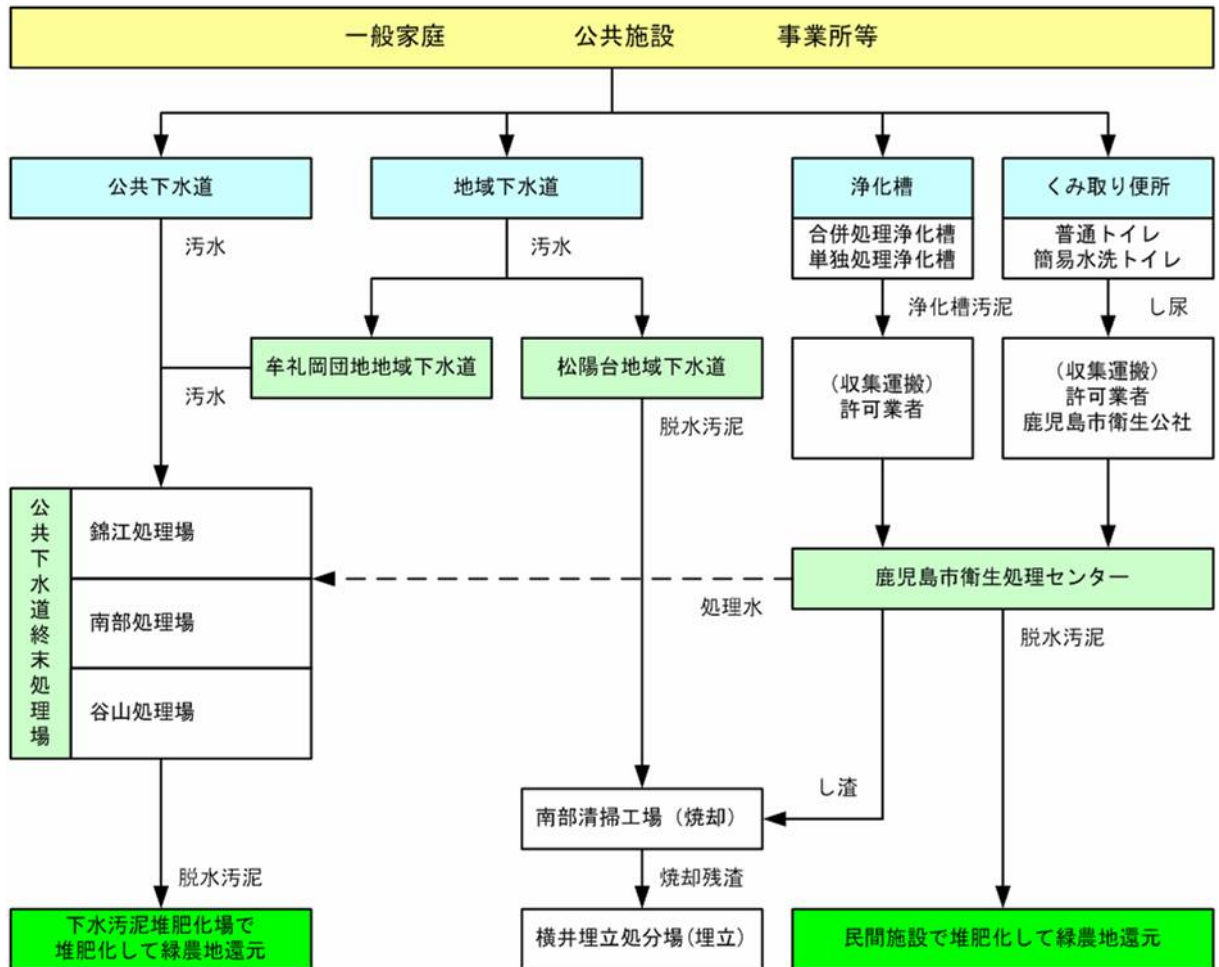 一般家庭　公共施設　事業所等
公共下水道
地域下水道
浄化槽
くみ取り便所
合併処理浄化槽
単独処理浄化槽
普通トイレ
簡易水洗トイレ
汚水
汚水
浄化槽汚泥
し尿
牟礼岡団地地域下水道
松陽台地域下水道
(収集運搬)
許可業者
(収集運搬)
許可業者
鹿児島市衛生公社
汚水
脱水汚泥
公共下水道終末処理場
錦江処理場
南部処理場
谷山処理場
鹿児島市衛生処理センター
処理水
脱水汚泥
し渣
南部清掃工場（焼却）
脱水汚泥
焼却残渣
下水汚泥堆肥化場で
堆肥化して緑農地還元
横井埋立処分場(埋立)
民間施設で堆肥化して緑農地還元